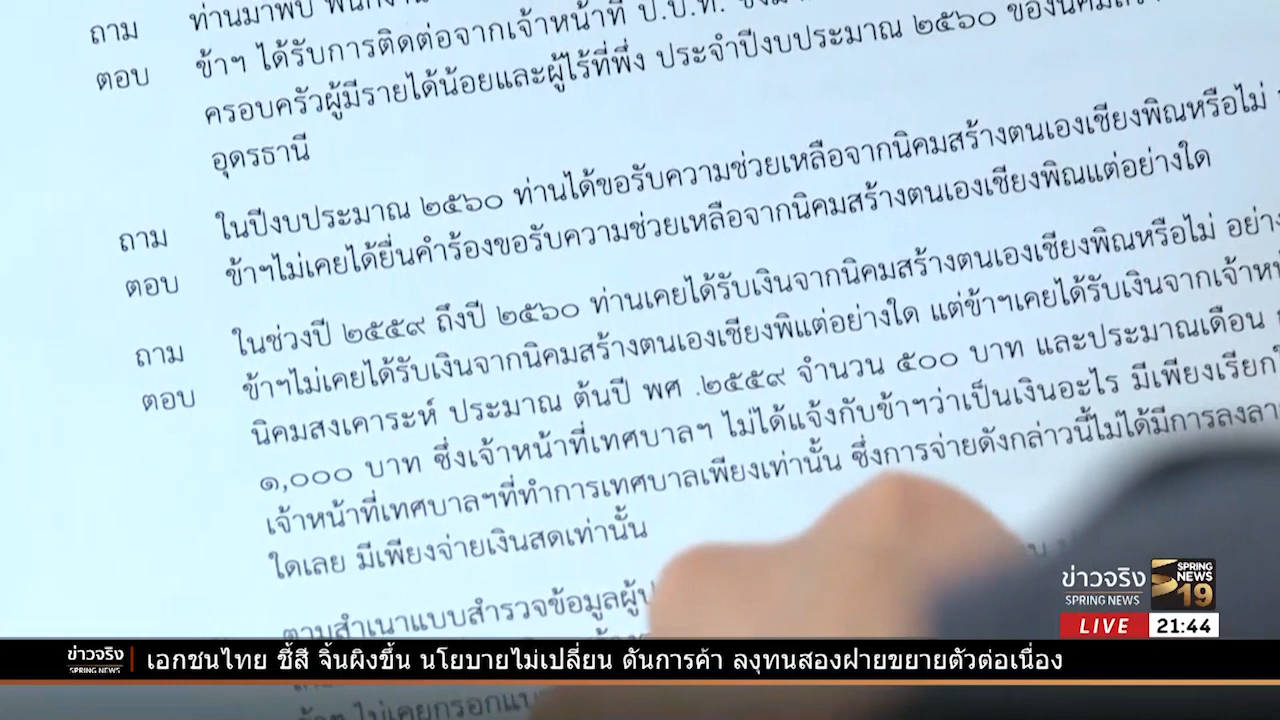 ถาม ท่านมาพบ
ตอบ ข้าฯ ได้รับการติดต่อจากเจ้าหน้าที่ ป.ป.ท.
ครอบครัวผู้มีรายได้น้อยและผู้ไร้ที่พึ่ง ประจำปีงบประมาณ ๒๕๖๐
อุดรธานี
ถาม ในปีงบประมาณ ๒๕๖๐ ท่านได้ขอรับความช่วยเหลือจากนิคมสร้างตนเองเชียงพิณหรือไม่
ตอบ ข้าฯไม่เคยได้ยื่นคำร้องขอรับความช่วยเหลือจากนิคมสร้างตนเองเชียงพิณแต่อย่างใด
ถาม ในช่วงปี ๒๕๕๙ ถึงปี ๒๕๖๐ ท่านเคยได้รับเงินจากนิคมสร้างตนเองเชียงพิณหรือไม่ อย่าง
ตอบ ข้าฯไม่เคยได้รับเงินจากนิคมสร้างตนเองเชียงพิแต่อย่างใด แต่ข้าฯเคยได้รับเงินจากเจ้าหน้
นิคมสงเคราะห์ ประมาณ ต้นปี พศ .๒๕๕๙ จำนวน ๕๐๐ บาท และประมาณเดือน
๑,๐๐๐ บาท ซึ่งเจ้าหน้าที่เทศบาลฯ ไม่ได้แจ้งกับข้าฯว่าเป็นเงินอะไร มีเพียงเรียก
เจ้าหน้าที่เทศบาลฯที่ทำการเทศบาลเพียงเท่านั้น ซึ่งการจ่ายดังกล่าวนี้ไม่ได้มีการลงลา
ใดเลย มีเพียงจ่ายเงินสดเท่านั้น
ตามสำเนาแบบสำรวจข้อมูลผู้
ไม่เคยกรอกแบบ
ข่าวจริง
SPRING NEWS
SPRING NEWS 19
LIVE 21:44
ข่าวจริง
SPRING NEWS
เอกชนไทย ชี้สี จิ้นผิงขึ้น นโยบายไม่เปลี่ยน ดันการค้า ลงทุนสองฝ่ายขยายตัวต่อเนื่อง